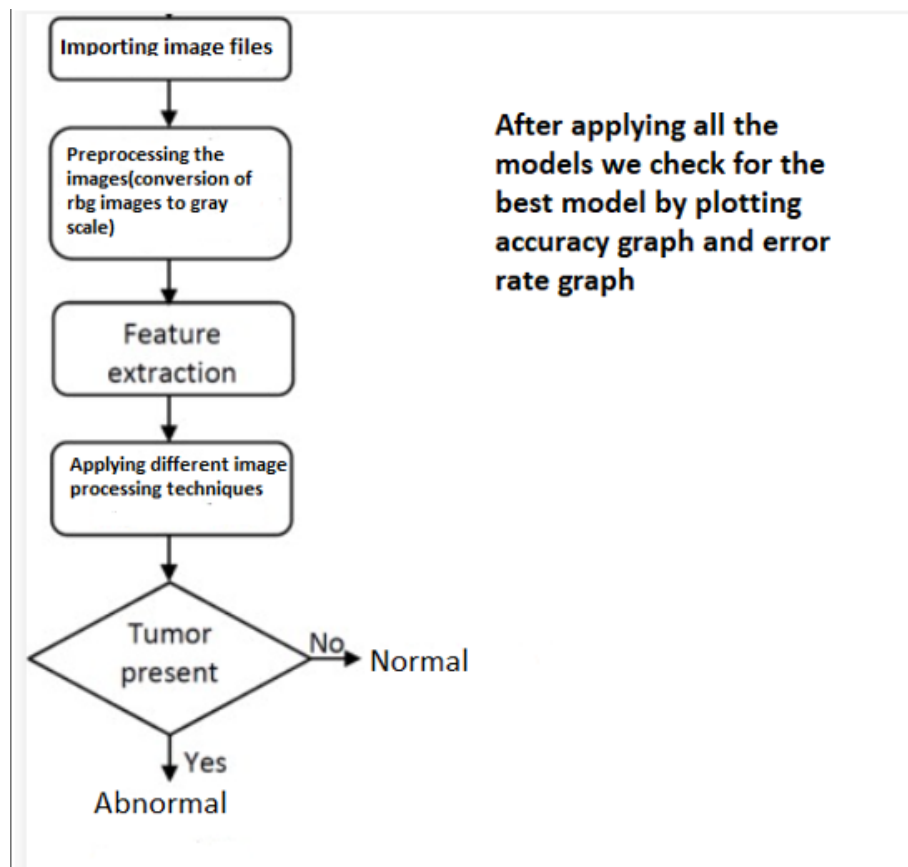 Importing image files
Preprocessing the
images(conversion of
rbg images to gray
scale)
Feature
extraction
Applying different image
processing techniques
Tumor
present
No
Normal
Yes
Abnormal
After applying all the
models we check for the
best model by plotting
accuracy graph and error
rate graph